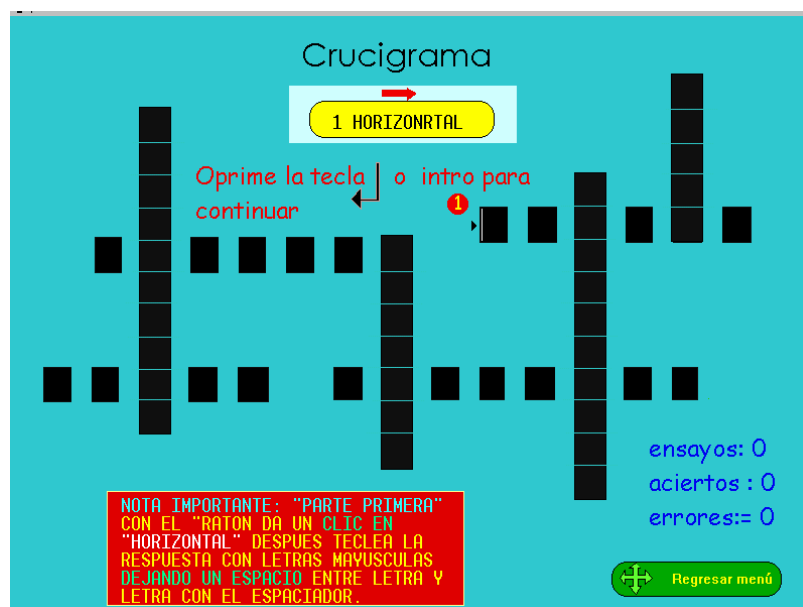 Crucigrama
1 HORIZONRTAL
Oprime la tecla o intro para
continuar
1
ensayos: 0
aciertos : 0
errores:= 0
NOTA IMPORTANTE: "PARTE PRIMERA"
CON EL "RATON DA UN CLIC EN
"HORIZONTAL" DESPUES TECLEA LA
RESPUESTA CON LETRAS MAYUSCULAS
DEJANDO UN ESPACIO ENTRE LETRA Y
LETRA CON EL ESPACIADOR.
Regresar menú